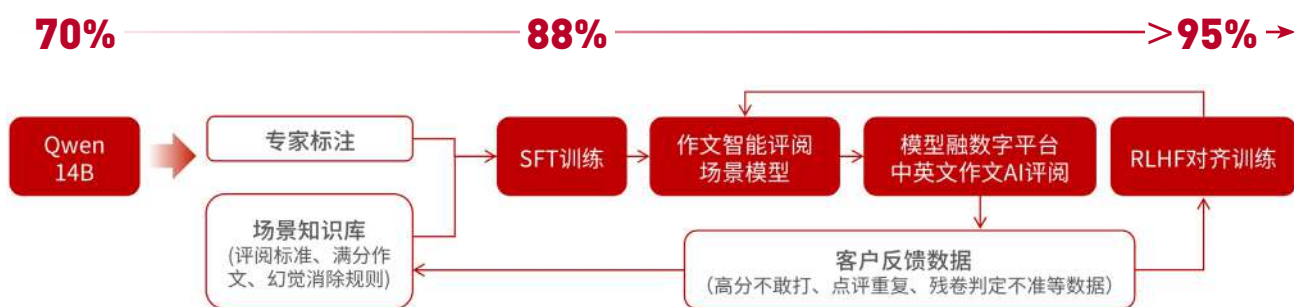 70%
88%
>95%
Qwen
14B
专家标注
场景知识库
(评阅标准、满分作
文、幻觉消除规则)
SFT训练
作文智能评阅
场景模型
模型融数字平台
中英文作文AI评阅
RLHF对齐训练
客户反馈数据
(高分不敢打、点评重复、残卷判定不准等数据)